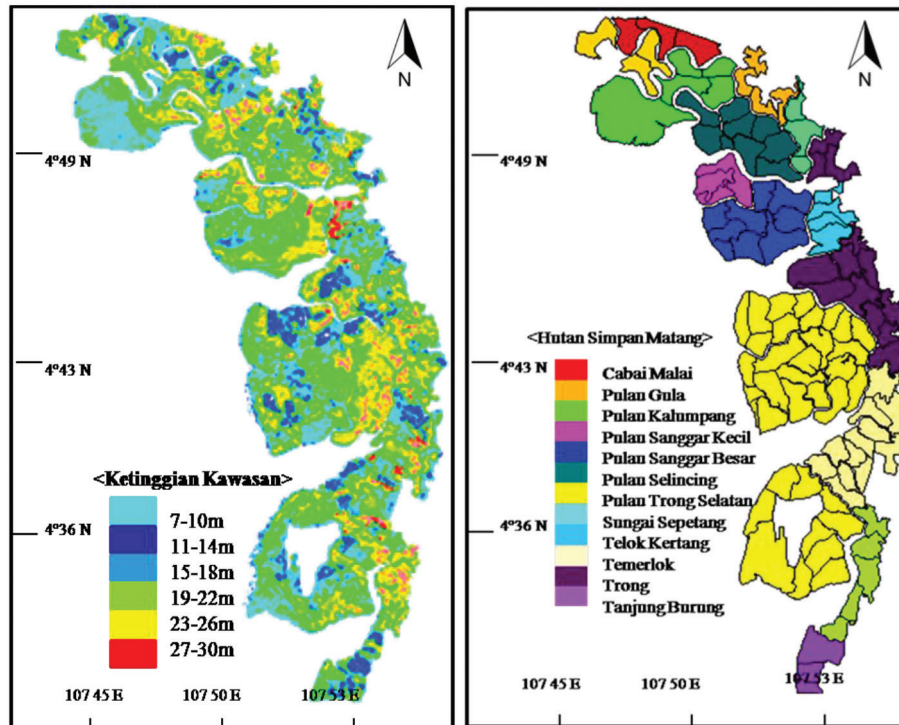 N
4°49 N
4°43 N
4°36 N
<Ketinggian Kawasan>
7-10m
11-14m
15-18m
19-22m
23-26m
27-30m
107 45 E
107 50 E
107 53 E
N
4°49 N
4°43 N
4°36 N
<Hutan Simpan Matang>
Cabai Malai
Pulau Gula
Pulau Kalumpang
Pulau Sanggar Kecil
Pulau Sanggar Besar
Pulau Selincing
Pulau Trong Selatan
Sungai Sepetang
Telok Kertang
Temerlok
Trong
Tanjung Burung
107 45 E
107 50 E
107 53 E